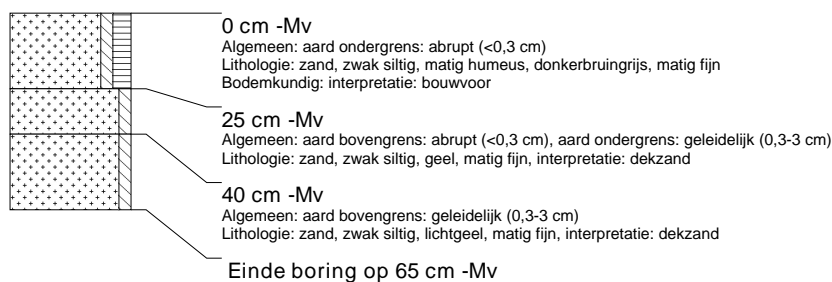 0 cm -Mv
Algemeen: aard ondergrens: abrupt (<0,3 cm)
Lithologie: zand, zwak siltig, matig humeus, donkerbruingrijs, matig fijn
Bodemkundig: interpretatie: bouwvoor
25 cm -Mv
Algemeen: aard bovengrens: abrupt (<0,3 cm), aard ondergrens: geleidelijk (0,3-3 cm)
Lithologie: zand, zwak siltig, geel, matig fijn, interpretatie: dekzand
40 cm -Mv
Algemeen: aard bovengrens: geleidelijk (0,3-3 cm)
Lithologie: zand, zwak siltig, lichtgeel, matig fijn, interpretatie: dekzand
Einde boring op 65 cm -Mv